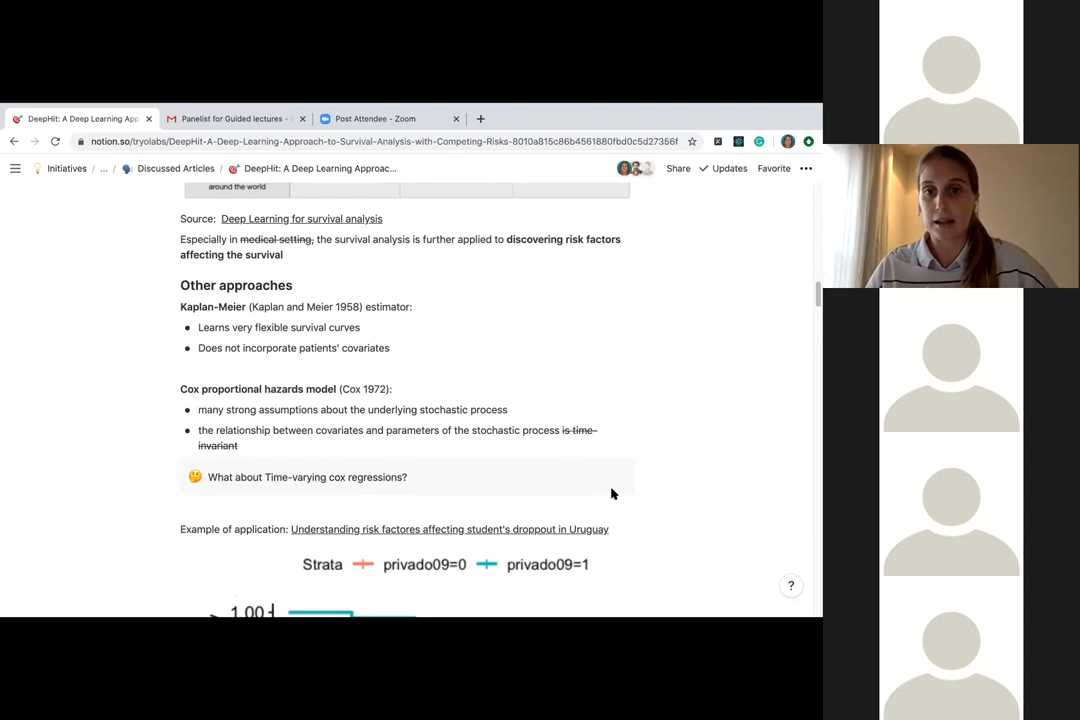 DeepHit: A Deep Learning App
Panelist for Guided lectures -
Post Attendee - Zoom
notion.so/tryolabs/DeepHit-A-Deep-Learning-Approach-to-Survival-Analysis-with-Competing-Risks-8010a815c86b4561880fbd0c5d27356f
Initiatives / ... / Discussed Articles / DeepHit: A Deep Learning Approac...
Share Updates Favorite
around the world
Source: Deep Learning for survival analysis
Especially in medical setting, the survival analysis is further applied to discovering risk factors
affecting the survival
Other approaches
Kaplan-Meier (Kaplan and Meier 1958) estimator:
Learns very flexible survival curves
Does not incorporate patients' covariates
Cox proportional hazards model (Cox 1972):
many strong assumptions about the underlying stochastic process
the relationship between covariates and parameters of the stochastic process is time-
invariant
What about Time-varying cox regressions?
Example of application: Understanding risk factores affecting student's droppout in Uruguay
Strata privado09=0 privado09=1
1.00
?